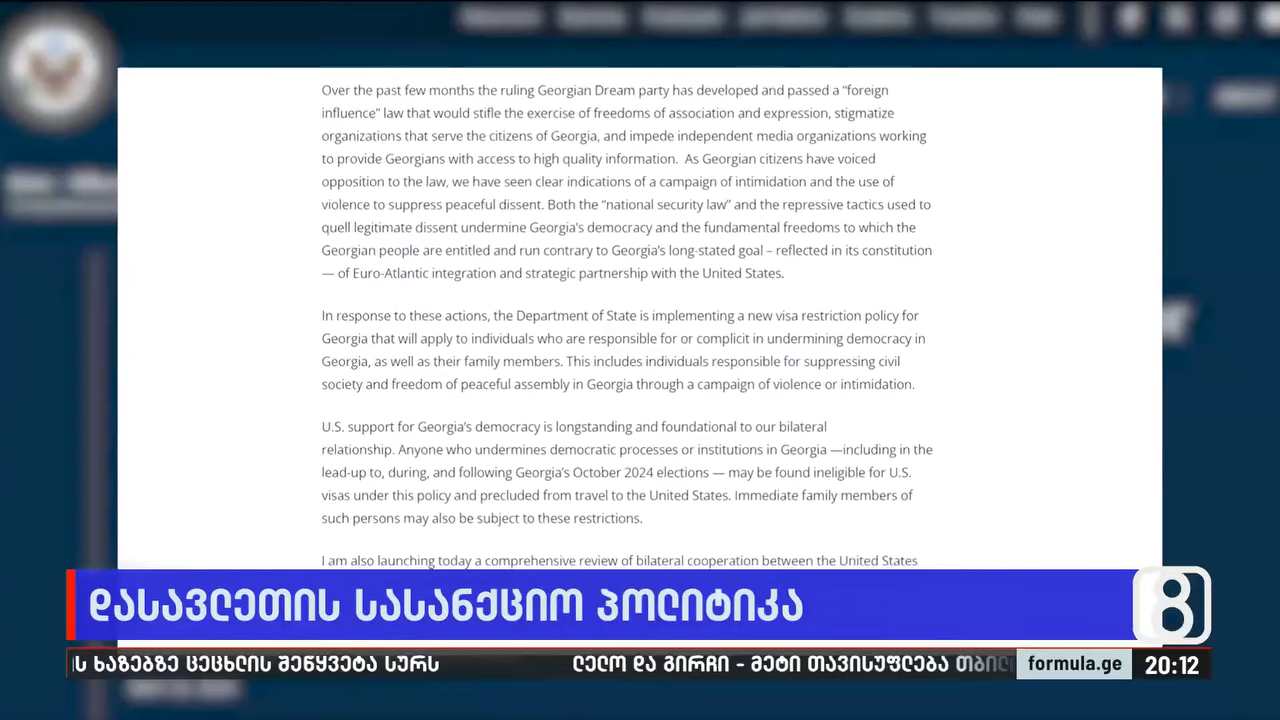 Over the past few months the ruling Georgian Dream party has developed and passed a “foreign
influence” law that would stifle the exercise of freedoms of association and expression, stigmatize
organizations that serve the citizens of Georgia, and impede independent media organizations working
to provide Georgians with access to high quality information.  As Georgian citizens have voiced
opposition to the law, we have seen clear indications of a campaign of intimidation and the use of
violence to suppress peaceful dissent. Both the “national security law” and the repressive tactics used to
quell legitimate dissent undermine Georgia’s democracy and the fundamental freedoms to which the
Georgian people are entitled and run contrary to Georgia’s long-stated goal – reflected in its constitution
— of Euro-Atlantic integration and strategic partnership with the United States.
In response to these actions, the Department of State is implementing a new visa restriction policy for
Georgia that will apply to individuals who are responsible for or complicit in undermining democracy in
Georgia, as well as their family members. This includes individuals responsible for suppressing civil
society and freedom of peaceful assembly in Georgia through a campaign of violence or intimidation.
U.S. support for Georgia’s democracy is longstanding and foundational to our bilateral
relationship. Anyone who undermines democratic processes or institutions in Georgia —including in the
lead-up to, during, and following Georgia’s October 2024 elections — may be found ineligible for U.S.
visas under this policy and precluded from travel to the United States. Immediate family members of
such persons may also be subject to these restrictions.
I am also launching today a comprehensive review of bilateral cooperation between the United States
დასავლეთის სასანქციო პოლიტიკა
8
ს ხაზებზე ცეცხლის შეწყვეტა სურს ლელო და გირჩი - მეტი თავისუფლება formula.ge 20:12